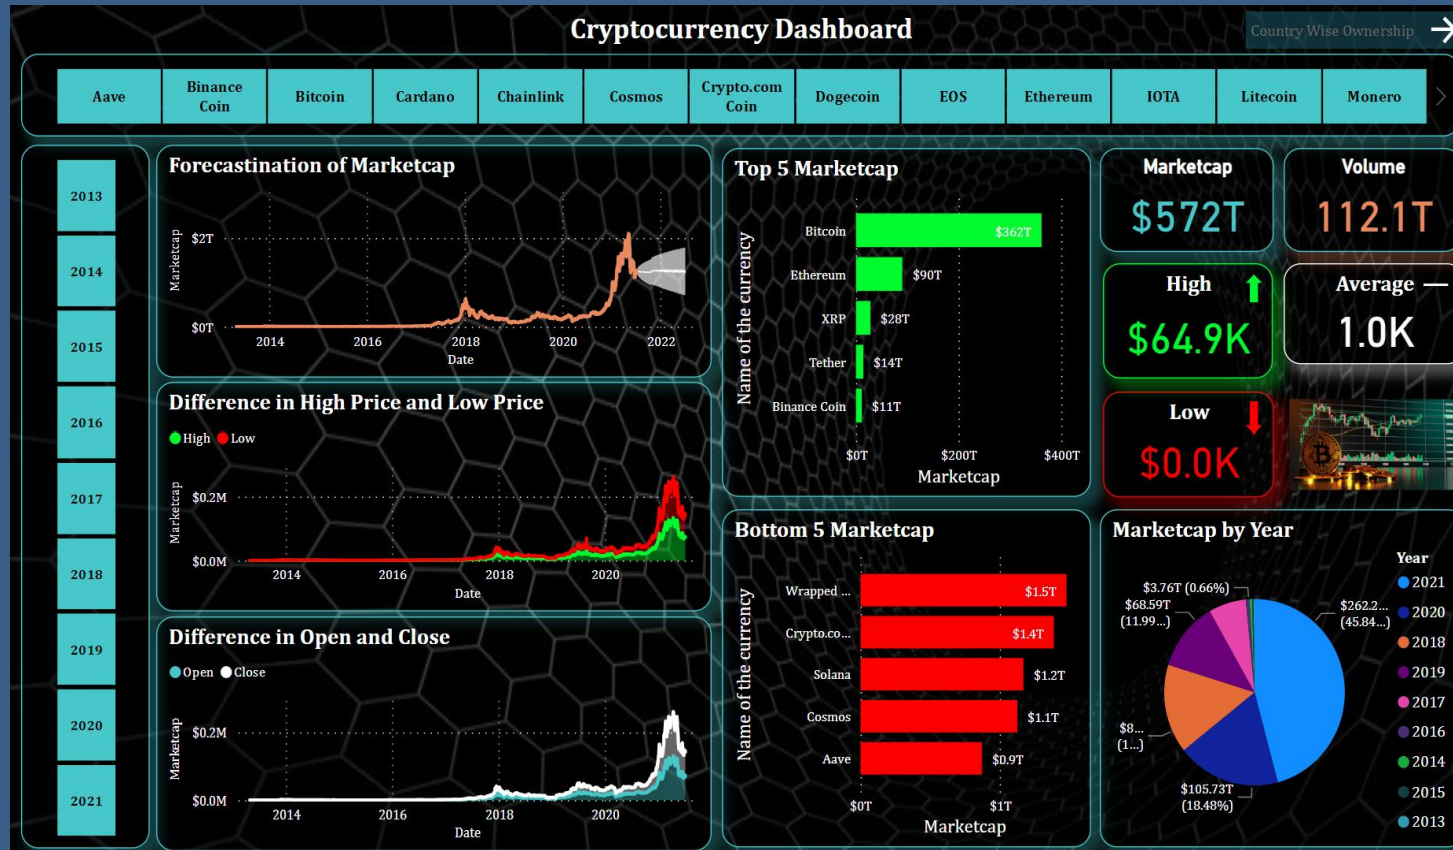 Cryptocurrency Dashboard
Country Wise Ownership
Aave
Binance
Coin
Bitcoin
Cardano
Chainlink
Cosmos
Crypto.com
Coin
Dogecoin
EOS
Ethereum
IOTA
Litecoin
Monero
2013
2014
2015
2016
2017
2018
2019
2020
2021
Forecastination of Marketcap
Marketcap
$2T
$0T
2014
2016
2018
2020
2022
Date
Difference in High Price and Low Price
High
Low
Marketcap
$0.2M
$0.0M
2014
2016
2018
2020
Date
Difference in Open and Close
Open
Close
Marketcap
$0.2M
$0.0M
2014
2016
2018
2020
Date
Top 5 Marketcap
Name of the currency
Bitcoin
$362T
Ethereum
$90T
XRP
$28T
Tether
$14T
Binance Coin
$11T
$0T
$200T
$400T
Marketcap
Bottom 5 Marketcap
Name of the currency
Wrapped ...
$1.5T
Crypto.co...
$1.4T
Solana
$1.2T
Cosmos
$1.1T
Aave
$0.9T
$0T
$1T
Marketcap
Marketcap
$572T
Volume
112.1T
High
$64.9K
Average
1.0K
Low
$0.0K
Marketcap by Year
$3.76T (0.66%)
$68.59T
(11.99...)
$8...
(1...)
$105.73T
(18.48%)
$262.2...
(45.84...)
Year
2021
2020
2018
2019
2017
2016
2014
2015
2013